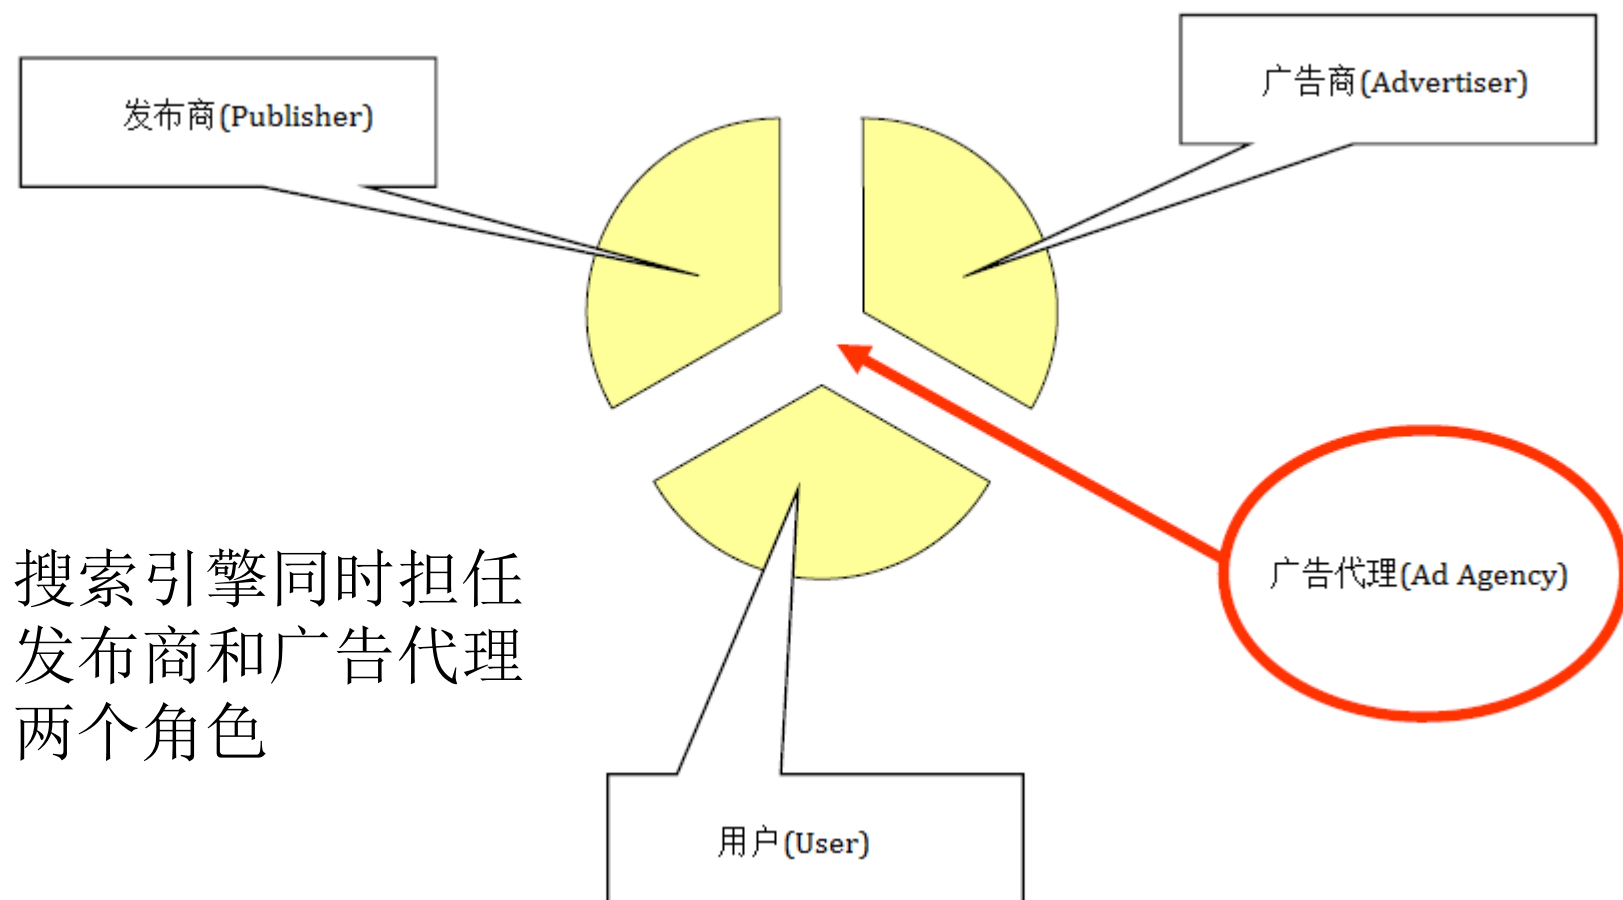 发布商(Publisher)
广告商(Advertiser)
广告代理(Ad Agency)
搜索引擎同时担任
发布商和广告代理
两个角色
用户(User)